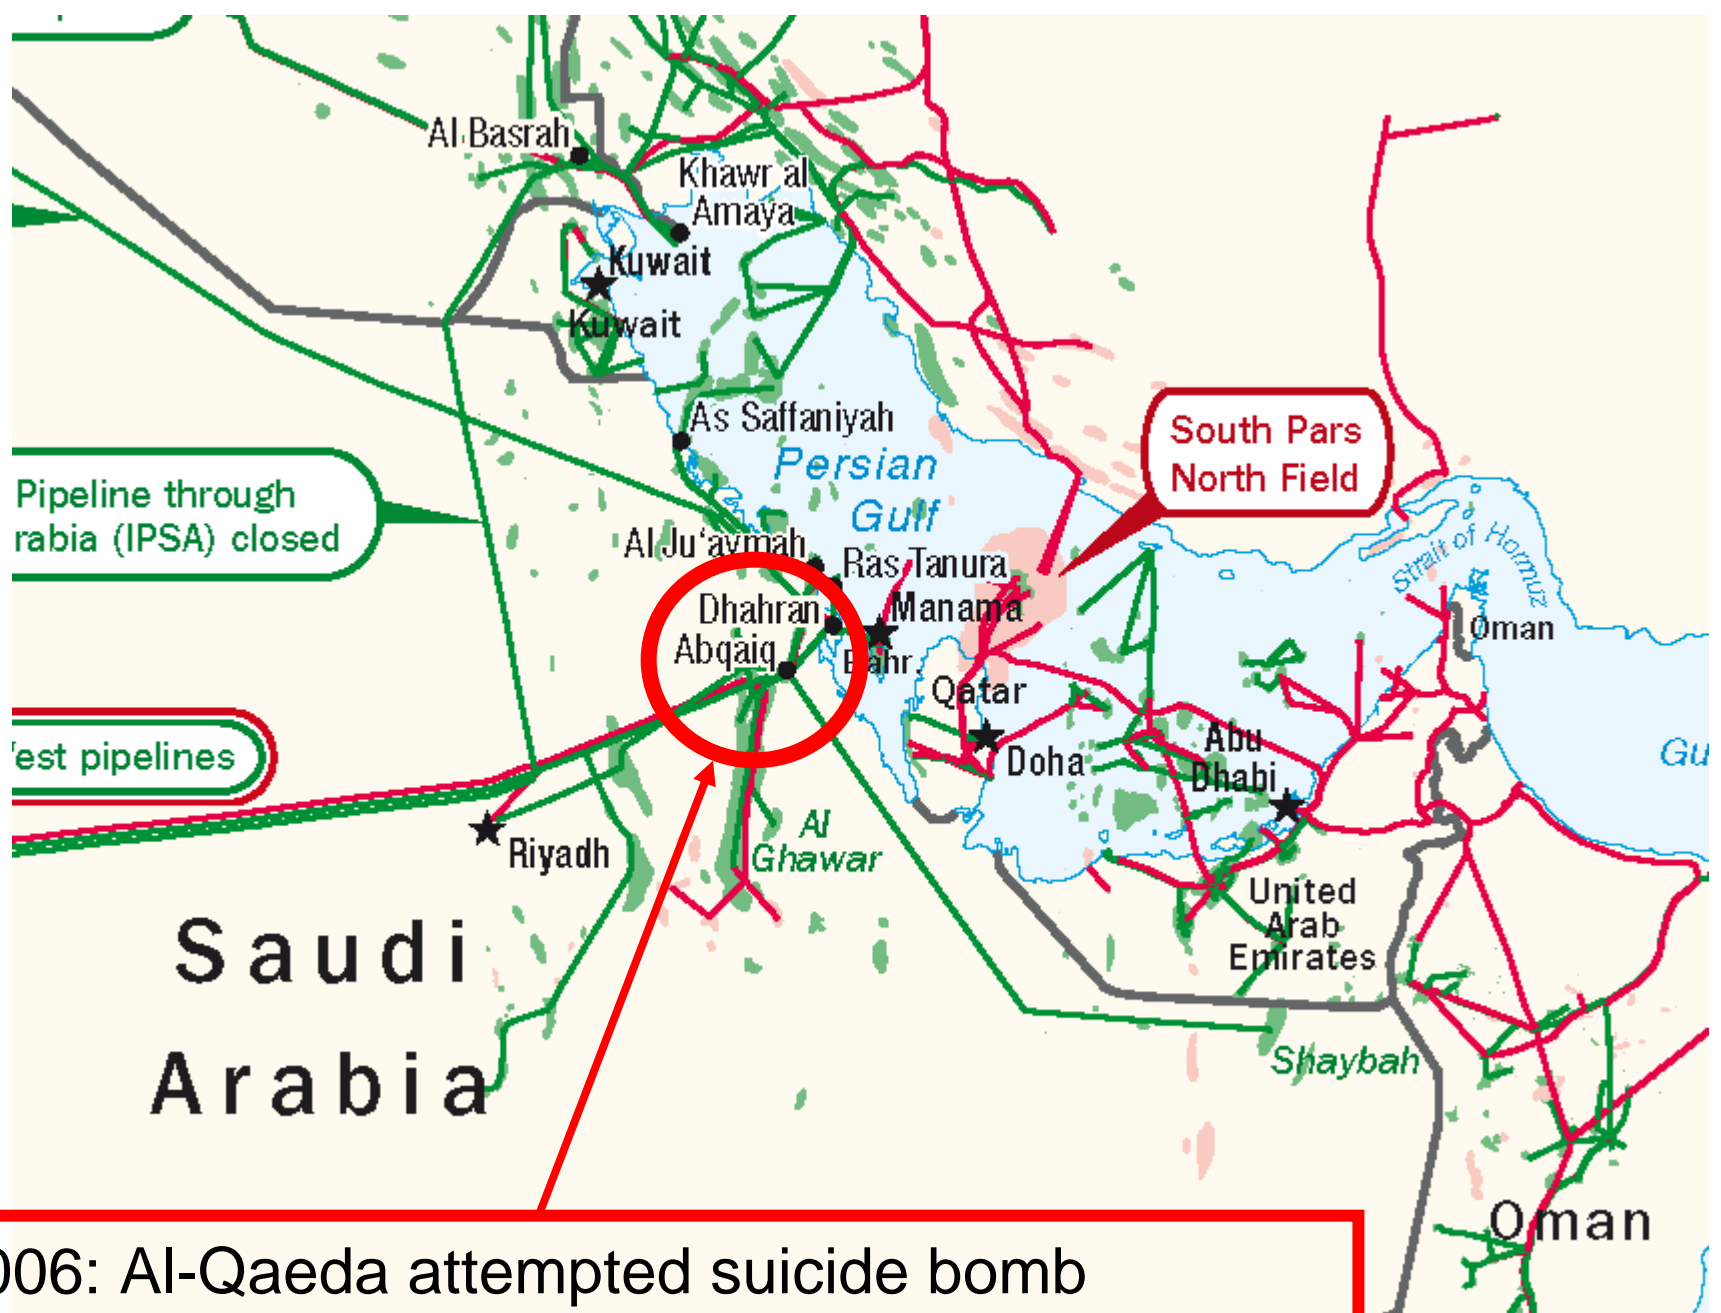 Al Basrah
Khawr al
Amaya
Kuwait
Kuwait
As Saffaniyah
Persian
Gulf
South Pars
North Field
Pipeline through
rabia (IPSA) closed
Al Ju‘aymah
Ras Tanura
Strait of Hormuz
Dhahran
Manama
Oman
Abqaiq
Bahr.
Qatar
est pipelines
Doha
Abu
Dhabi
Gu
Riyadh
Al
Ghawar
United
Arab
Emirates
Saudi
Arabia
Shaybah
Oman
006: Al-Qaeda attempted suicide bomb